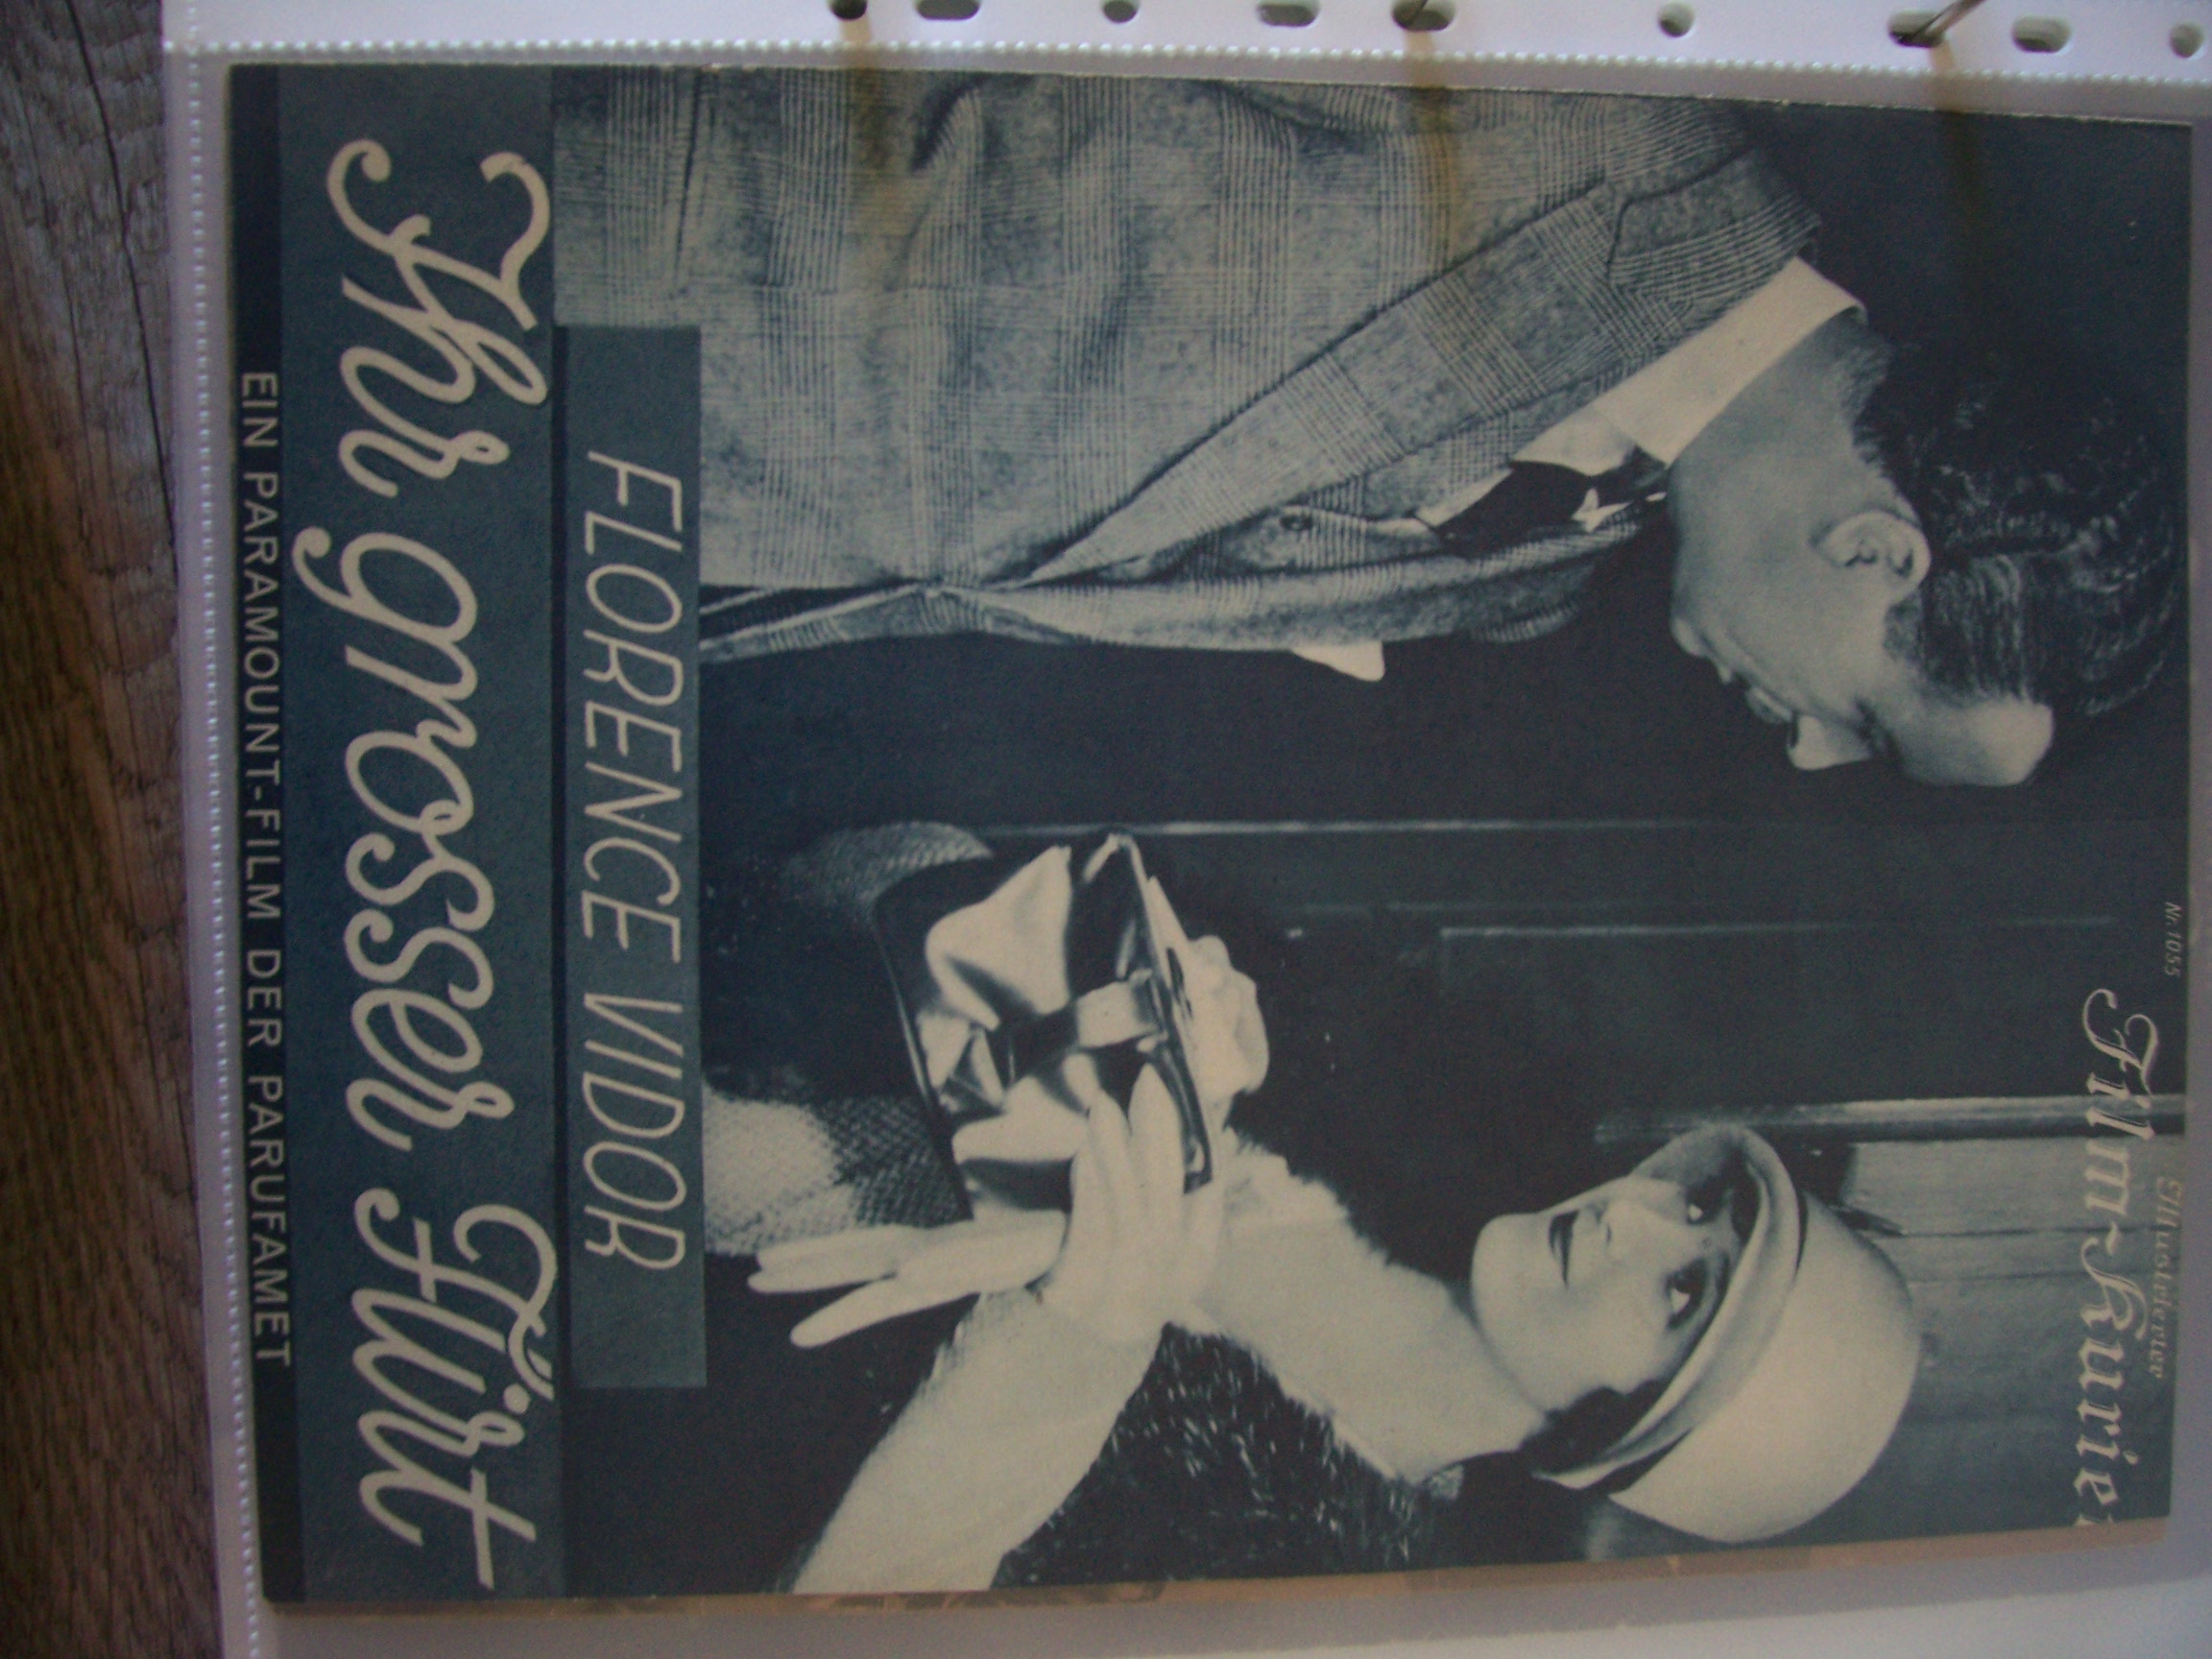 Nr. 1055
Illustrierter
Film-Kurier
FLORENCE VIDOR
Ihr grosser Flirt
EIN PARAMOUNT-FILM DER PARUFAMET